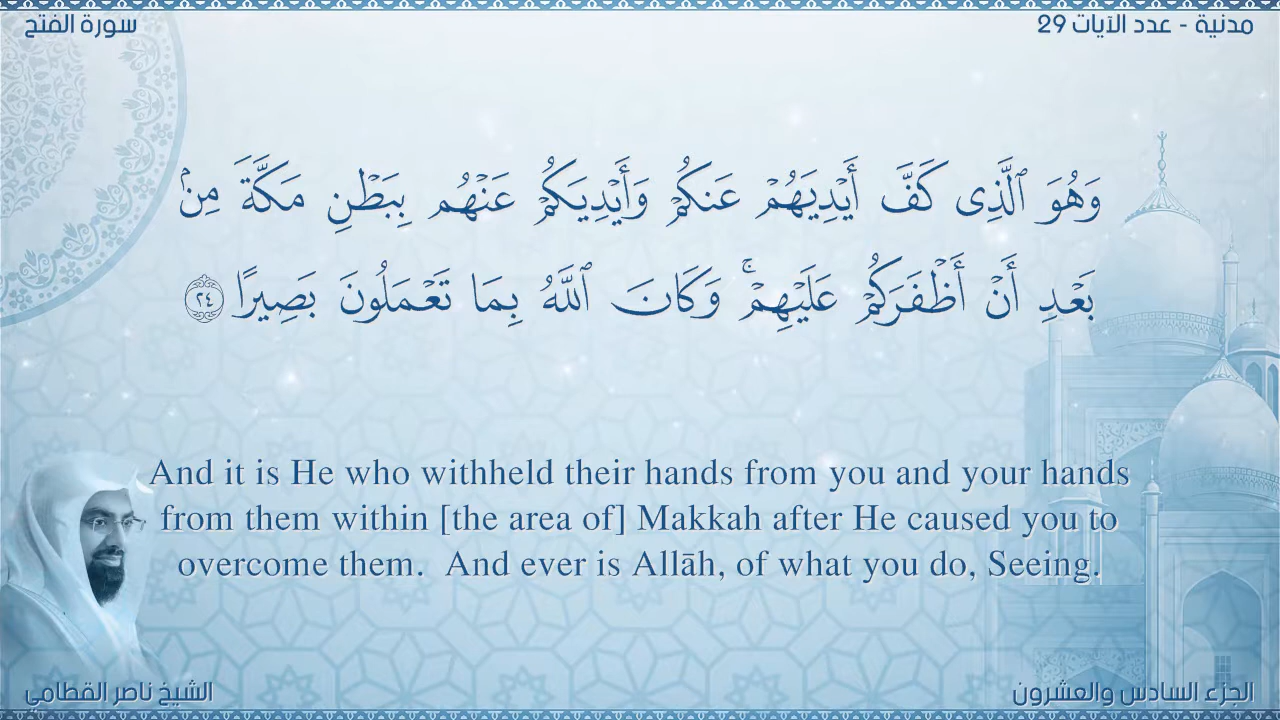 مدنية - عدد الآيات 29
سورة الفتح
وَهُوَ ٱلَّذِى كَفَّ أَيْدِيَهُمْ عَنكُمْ وَأَيْدِيَكُمْ عَنْهُم بِبَطْنِ مَكَّةَ مِنۢ
بَعْدِ أَنْ أَظْفَرَكُمْ عَلَيْهِمْ ۚ وَكَانَ ٱللَّهُ بِمَا تَعْمَلُونَ بَصِيرًا ٢٤
And it is He who withheld their hands from you and your hands
from them within [the area of] Makkah after He caused you to
overcome them.  And ever is Allāh, of what you do, Seeing.
الجزء السادس والعشرون
الشيخ ناصر القطامي